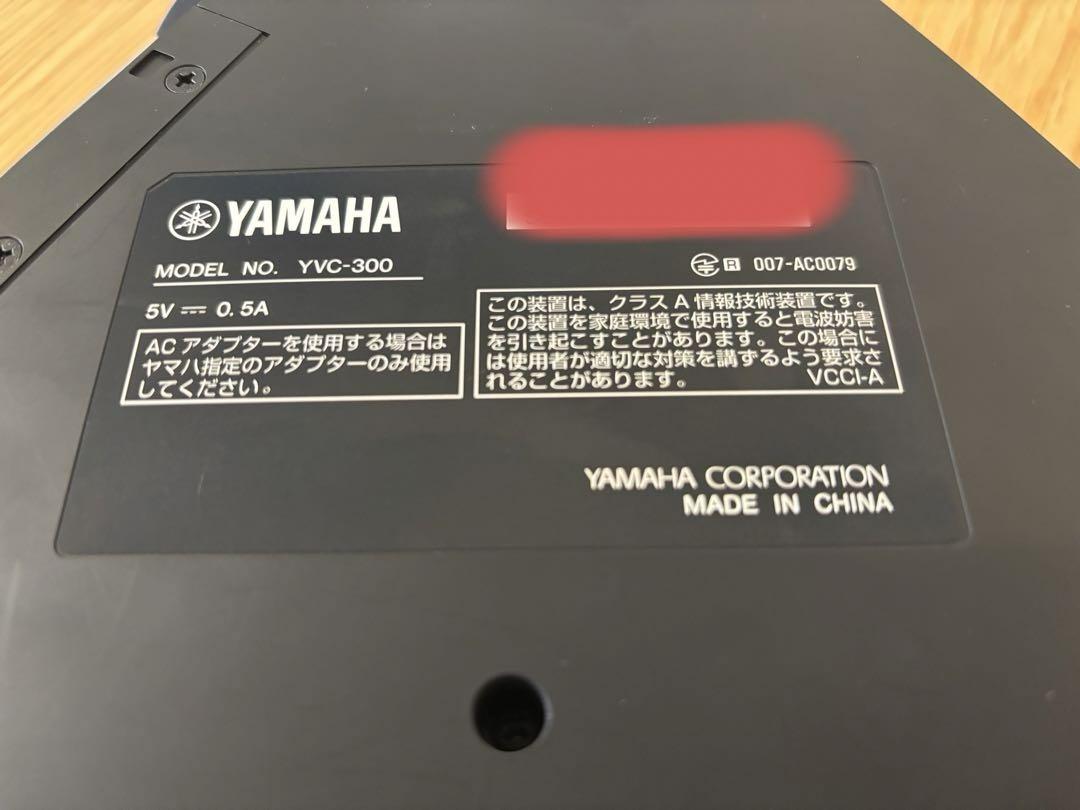 YAMAHA
MODEL NO. YVC-300
R 007-AC0079
5V ⎓ 0.5A
ACアダプターを使用する場合は
ヤマハ指定のアダプターのみ使用
してください。
この装置は、クラスA情報技術装置です。
この装置を家庭環境で使用すると電波妨害
を引き起こすことがあります。この場合に
は使用者が適切な対策を講ずるよう要求さ
れることがあります。 VCCI-A
YAMAHA CORPORATION
MADE IN CHINA